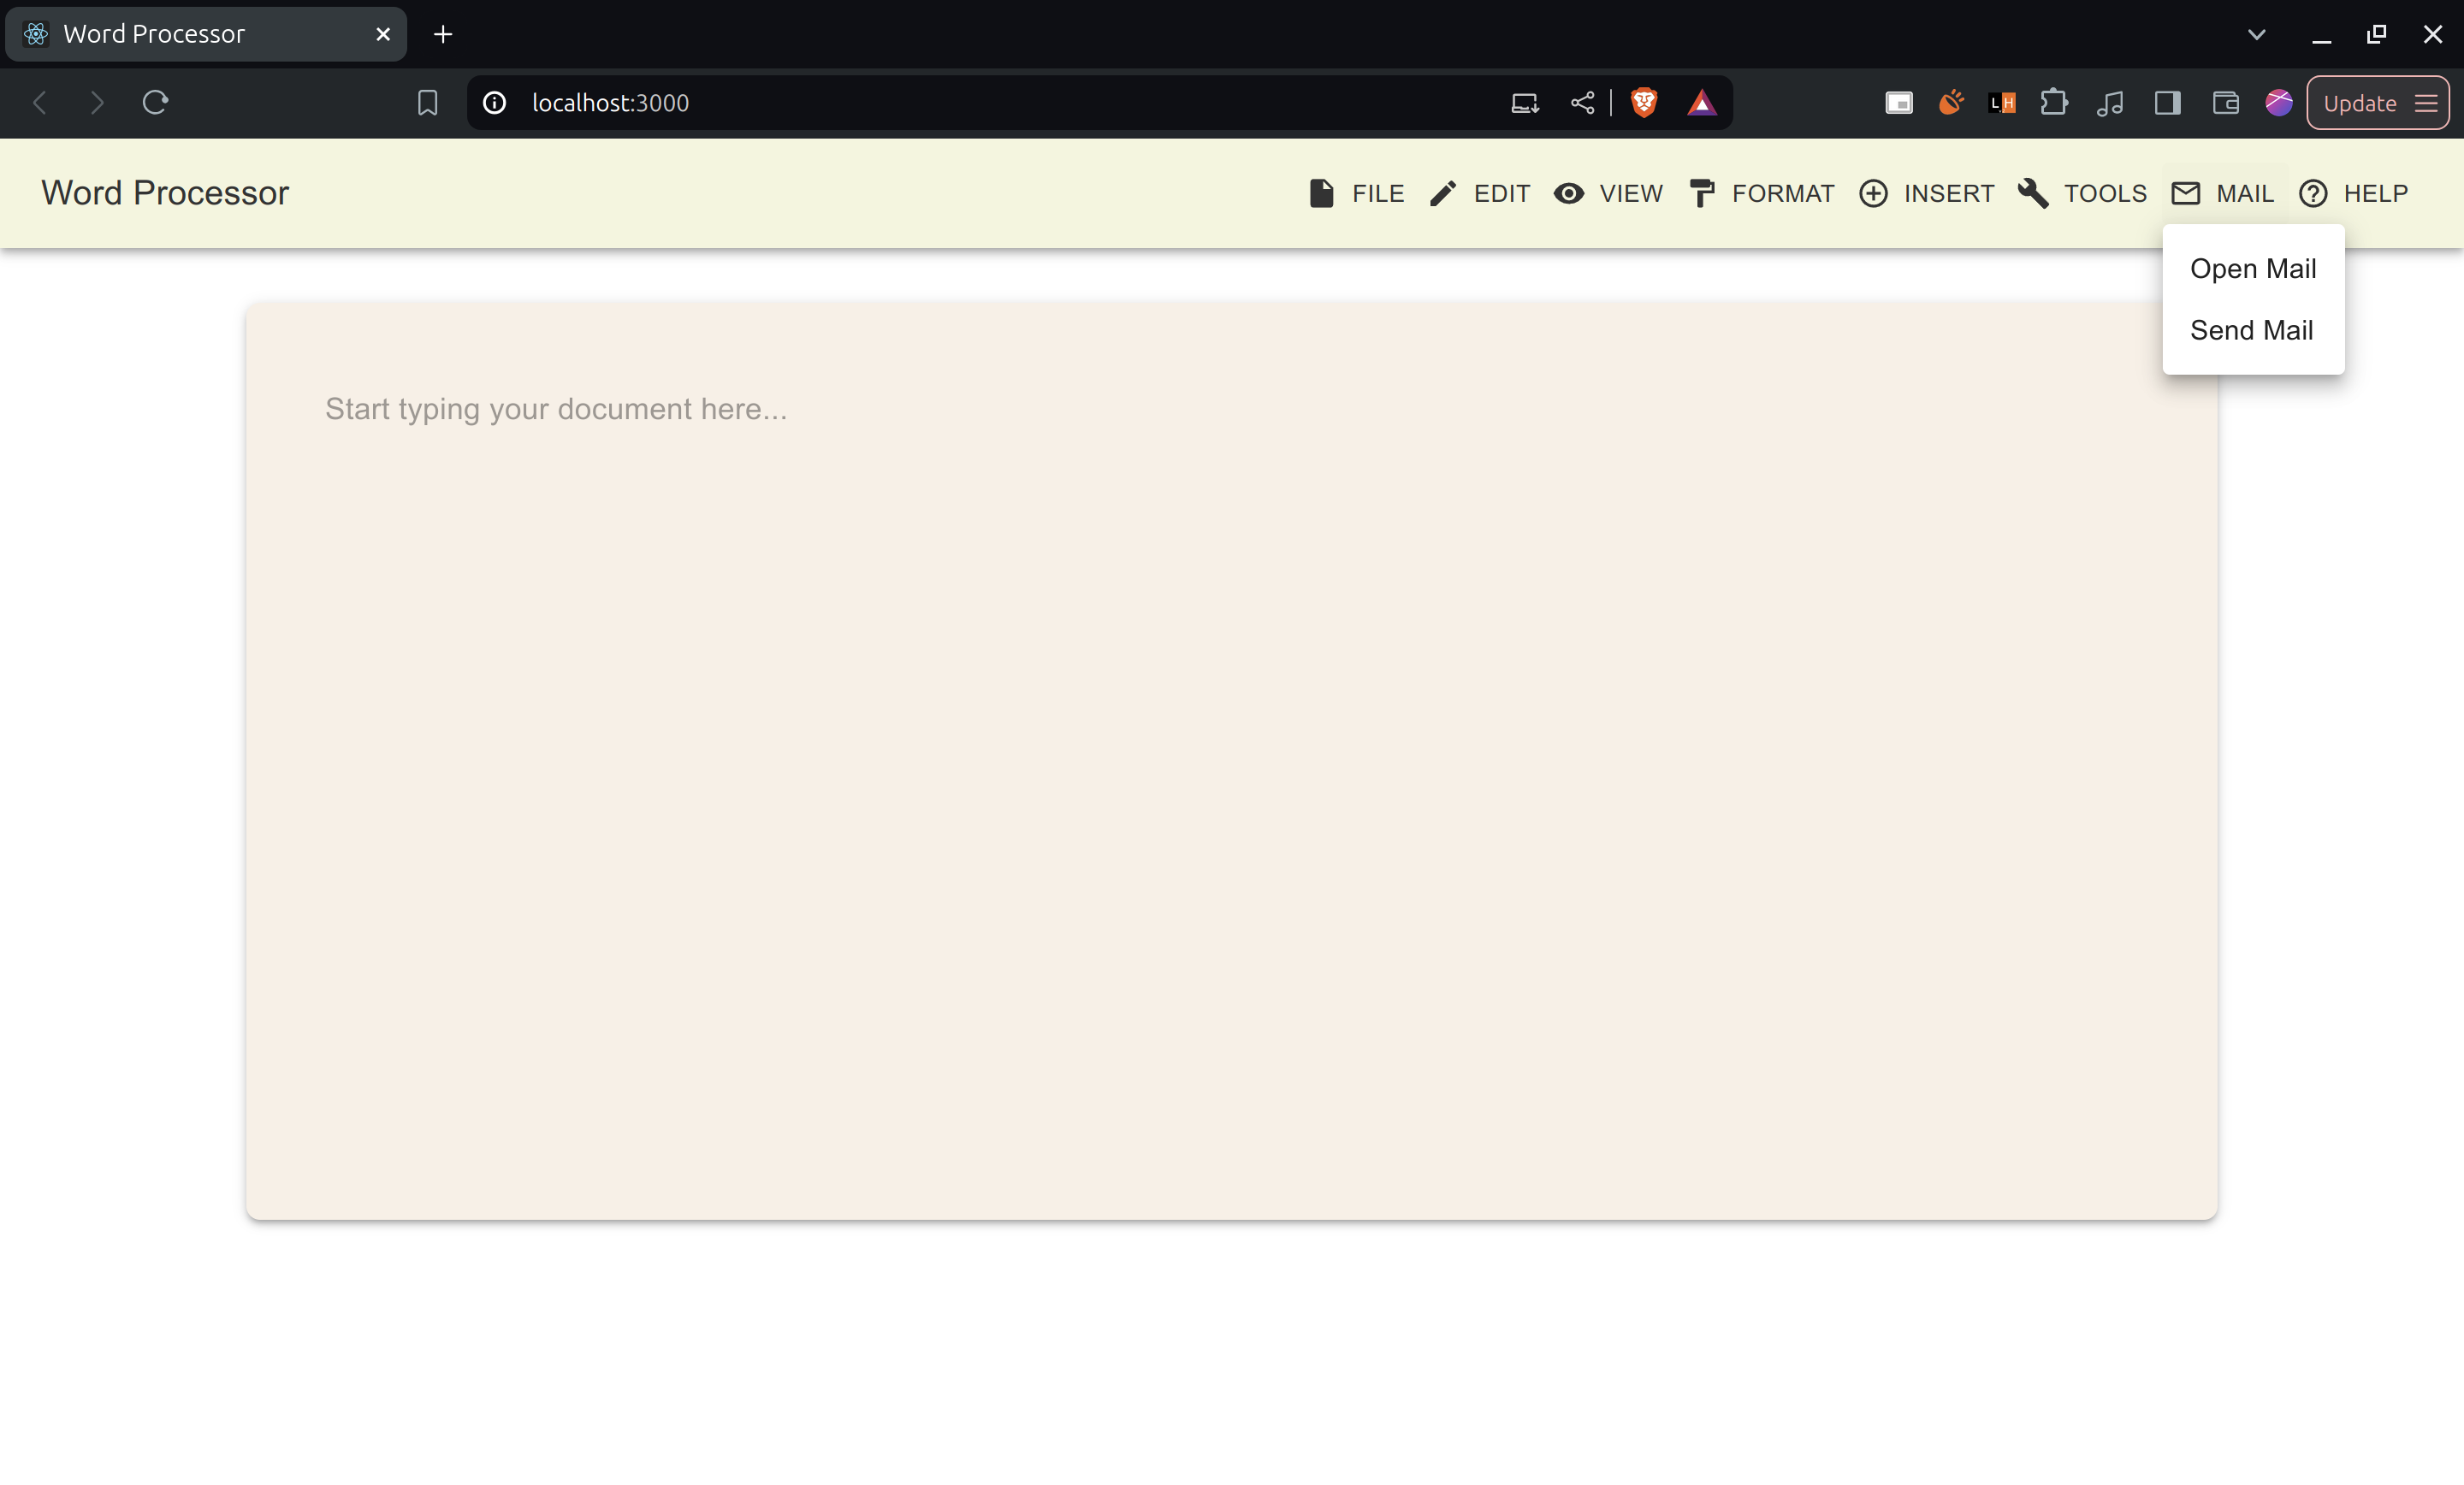 Word Processor
localhost:3000
L.H
Update
Word Processor
FILE EDIT VIEW FORMAT INSERT TOOLS MAIL HELP
Open Mail
Send Mail
Start typing your document here...